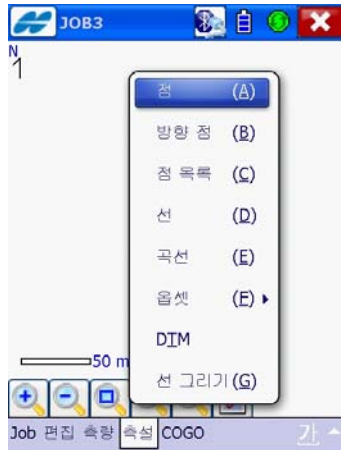 JOB3
N
1
점 (A)
방향 점 (B)
점 목록 (C)
선 (D)
곡선 (E)
옵셋 (F)
DTM
선 그리기 (G)
50 m
Job 편집 측량 측설 COGO 가